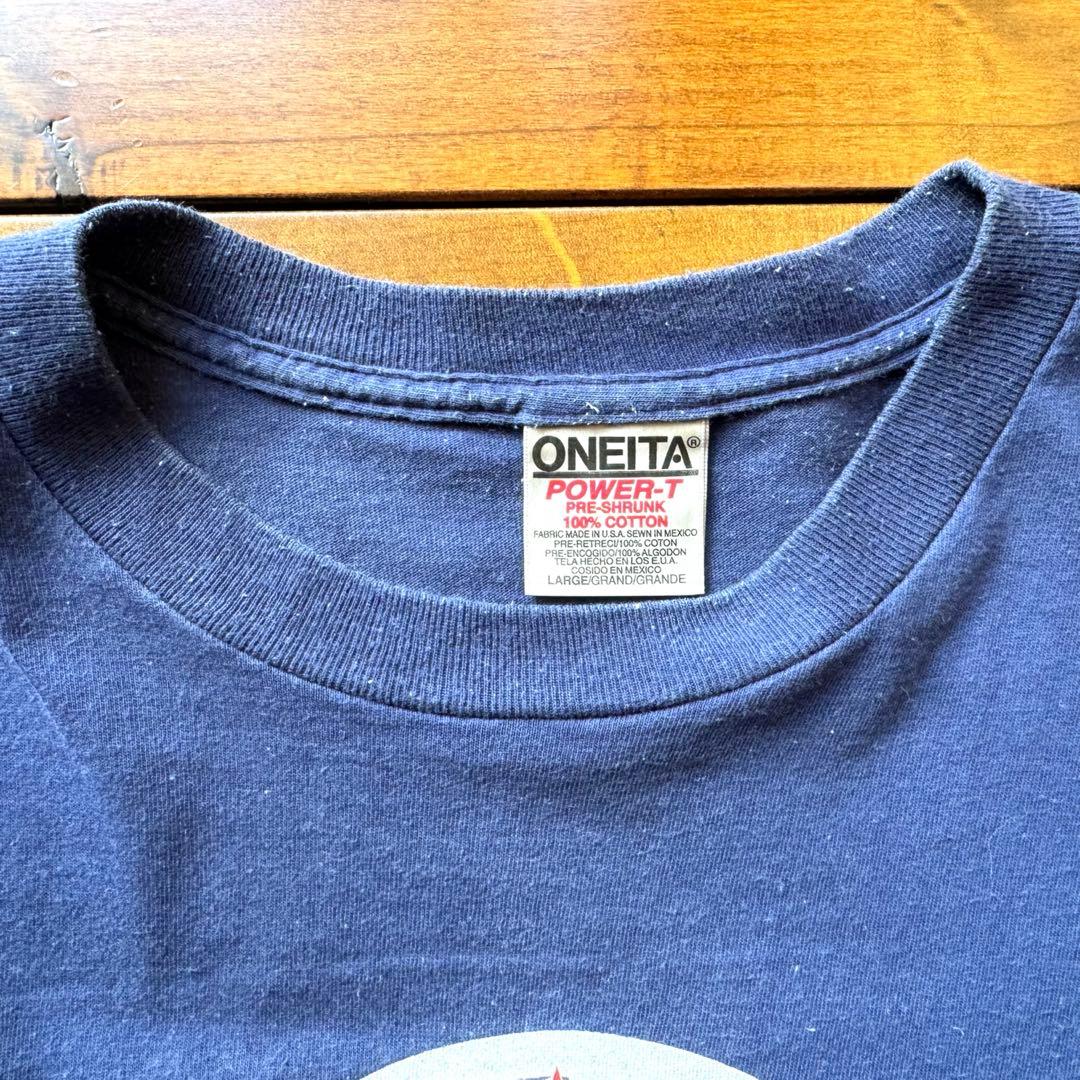 ONEITA®
POWER-T
PRE-SHRUNK
100% COTTON
FABRIC MADE IN U.S.A. SEWN IN MEXICO
PRE-RETRECI/100% COTON
PRE-ENCOGIDO/100% ALGODON
TELA HECHO EN LOS E.U.A.
COSIDO EN MEXICO
LARGE/GRAND/GRANDE